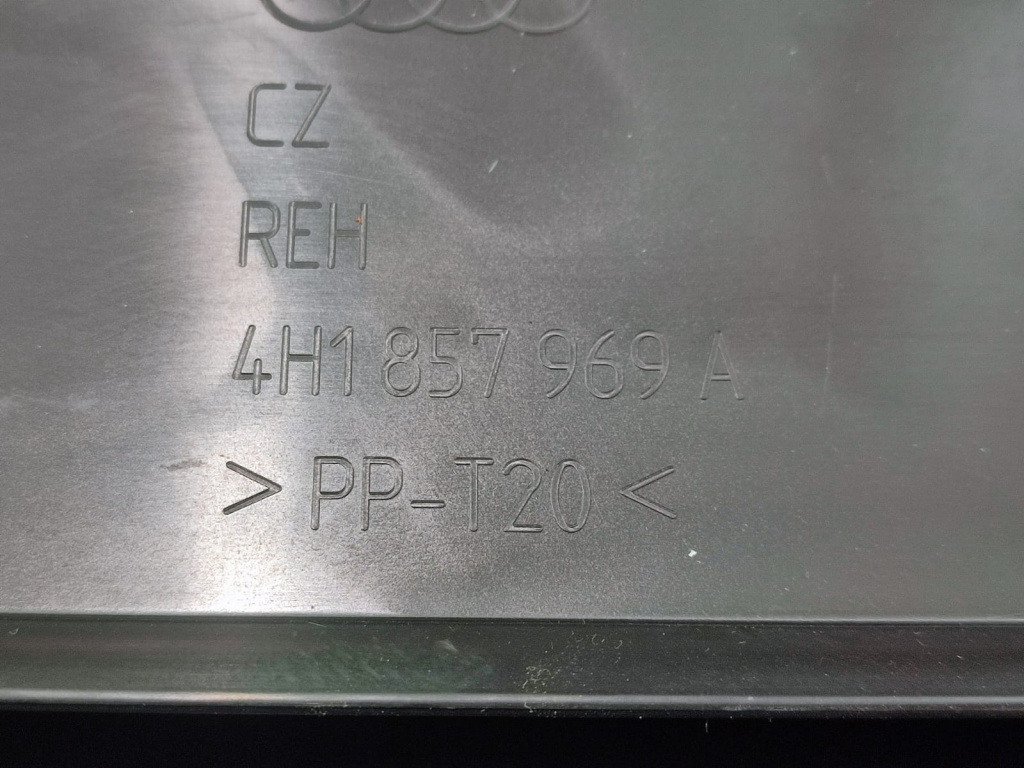 CZ
REH
4H1 857 969 A
> PP-T20 <